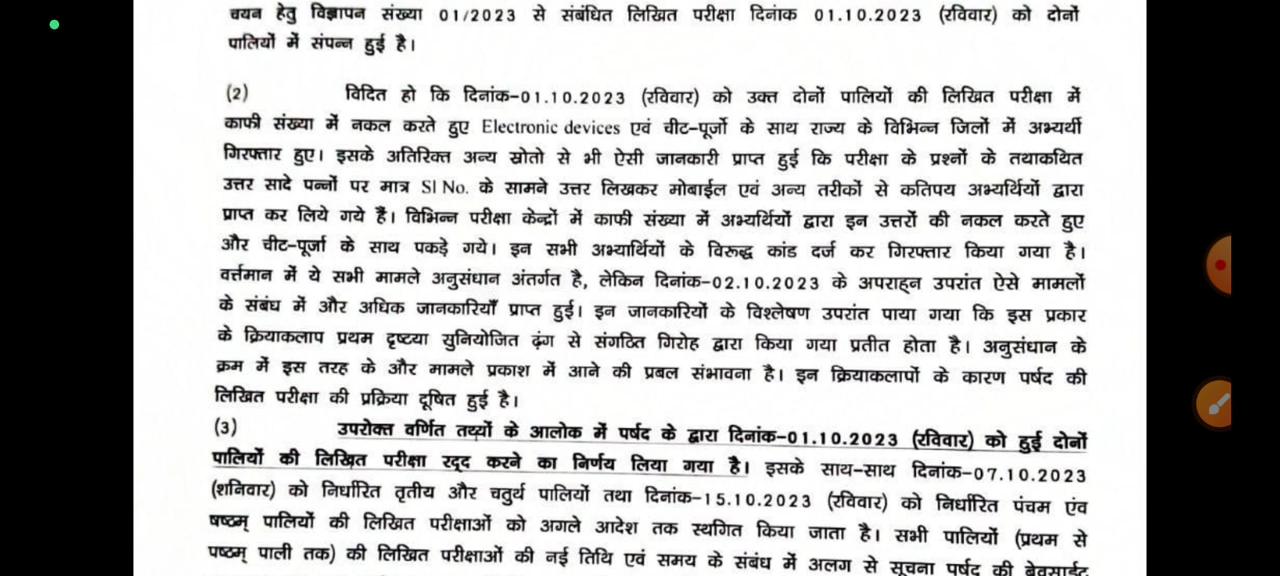 चयन हेतु विज्ञापन संख्या 01/2023 से संबंधित लिखित परीक्षा दिनांक 01.10.2023 (रविवार) को दोनों
पालियों में संपन्न हुई है।
(2) विदित हो कि दिनांक-01.10.2023 (रविवार) को उक्त दोनों पालियों की लिखित परीक्षा में
काफी संख्या में नकल करते हुए Electronic devices एवं चीट-पूर्जो के साथ राज्य के विभिन्न जिलों में अभ्यर्थी
गिरफ्तार हुए। इसके अतिरिक्त अन्य स्रोतो से भी ऐसी जानकारी प्राप्त हुई कि परीक्षा के प्रश्नों के तथाकथित
उत्तर सादे पन्नों पर मात्र Sl No. के सामने उत्तर लिखकर मोबाईल एवं अन्य तरीकों से कतिपय अभ्यर्थियों द्वारा
प्राप्त कर लिये गये हैं। विभिन्न परीक्षा केन्द्रों में काफी संख्या में अभ्यर्थियों द्वारा इन उत्तरों की नकल करते हुए
और चीट-पूर्जा के साथ पकड़े गये। इन सभी अभ्यार्थियों के विरूद्ध कांड दर्ज कर गिरफ्तार किया गया है।
वर्त्तमान में ये सभी मामले अनुसंधान अंतर्गत है, लेकिन दिनांक-02.10.2023 के अपराह्न उपरांत ऐसे मामलों
के संबंध में और अधिक जानकारियाँ प्राप्त हुई। इन जानकारियों के विश्लेषण उपरांत पाया गया कि इस प्रकार
के क्रियाकलाप प्रथम दृष्टया सुनियोजित ढ़ंग से संगठित गिरोह द्वारा किया गया प्रतीत होता है। अनुसंधान के
क्रम में इस तरह के और मामले प्रकाश में आने की प्रबल संभावना है। इन क्रियाकलापों के कारण पर्षद की
लिखित परीक्षा की प्रक्रिया दूषित हुई है।
(3) उपरोक्त वर्णित तथ्यों के आलोक में पर्षद के द्वारा दिनांक-01.10.2023 (रविवार) को हुई दोनों
पालियों की लिखित परीक्षा रद्द करने का निर्णय लिया गया है। इसके साथ-साथ दिनांक-07.10.2023
(शनिवार) को निर्धारित तृतीय और चतुर्थ पालियों तथा दिनांक-15.10.2023 (रविवार) को निर्धारित पंचम एंव
षष्ठम् पालियों की लिखित परीक्षाओं को अगले आदेश तक स्थगित किया जाता है। सभी पालियों (प्रथम से
षष्ठम् पाली तक) की लिखित परीक्षाओं की नई तिथि एवं समय के संबंध में अलग से सूचना पर्षद की बेवसाईट